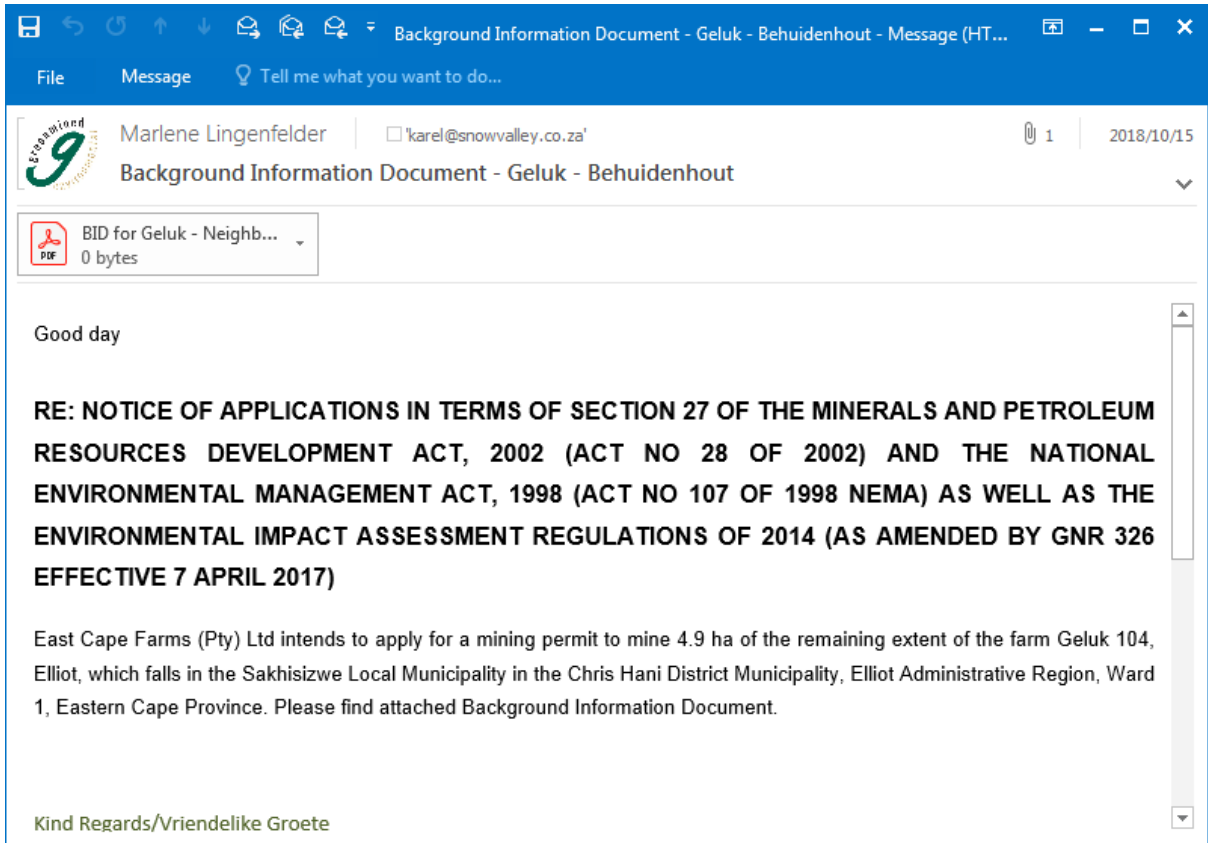 Background Information Document - Geluk - Behuidenhout - Message (HT...
File Message Tell me what you want to do...
Marlene Lingenfelder 'karel@snowvalley.co.za' 1 2018/10/15
Background Information Document - Geluk - Behuidenhout
BID for Geluk - Neighb...
PDF 0 bytes
Good day
RE: NOTICE OF APPLICATIONS IN TERMS OF SECTION 27 OF THE MINERALS AND PETROLEUM
RESOURCES DEVELOPMENT ACT, 2002 (ACT NO 28 OF 2002) AND THE NATIONAL
ENVIRONMENTAL MANAGEMENT ACT, 1998 (ACT NO 107 OF 1998 NEMA) AS WELL AS THE
ENVIRONMENTAL IMPACT ASSESSMENT REGULATIONS OF 2014 (AS AMENDED BY GNR 326
EFFECTIVE 7 APRIL 2017)
East Cape Farms (Pty) Ltd intends to apply for a mining permit to mine 4.9 ha of the remaining extent of the farm Geluk 104,
Elliot, which falls in the Sakhisizwe Local Municipality in the Chris Hani District Municipality, Elliot Administrative Region, Ward
1, Eastern Cape Province. Please find attached Background Information Document.
Kind Regards/Vriendelike Groete